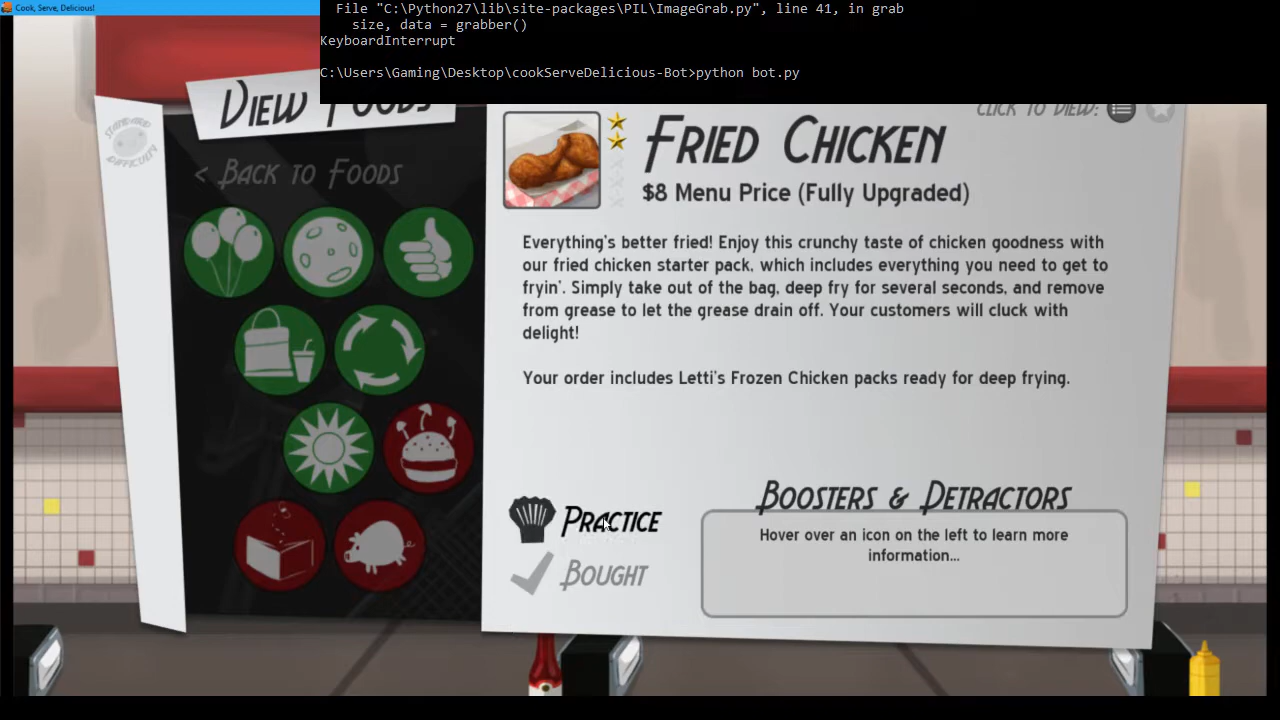 Cook, Serve, Delicious!
File "C:\Python27\lib\site-packages\PIL\ImageGrab.py", line 41, in grab
size, data = grabber()
KeyboardInterrupt
C:\Users\Gaming\Desktop\cookServeDelicious-Bot>python bot.py
View Foods
CLICK TO VIEW:
STANDARD
DIFFICULTY
< Back to Foods
Fried Chicken
$8 Menu Price (Fully Upgraded)
Everything's better fried! Enjoy this crunchy taste of chicken goodness with
our fried chicken starter pack, which includes everything you need to get to
fryin'. Simply take out of the bag, deep fry for several seconds, and remove
from grease to let the grease drain off. Your customers will cluck with
delight!
Your order includes Letti's Frozen Chicken packs ready for deep frying.
Practice
Bought
Boosters & Detractors
Hover over an icon on the left to learn more
information...